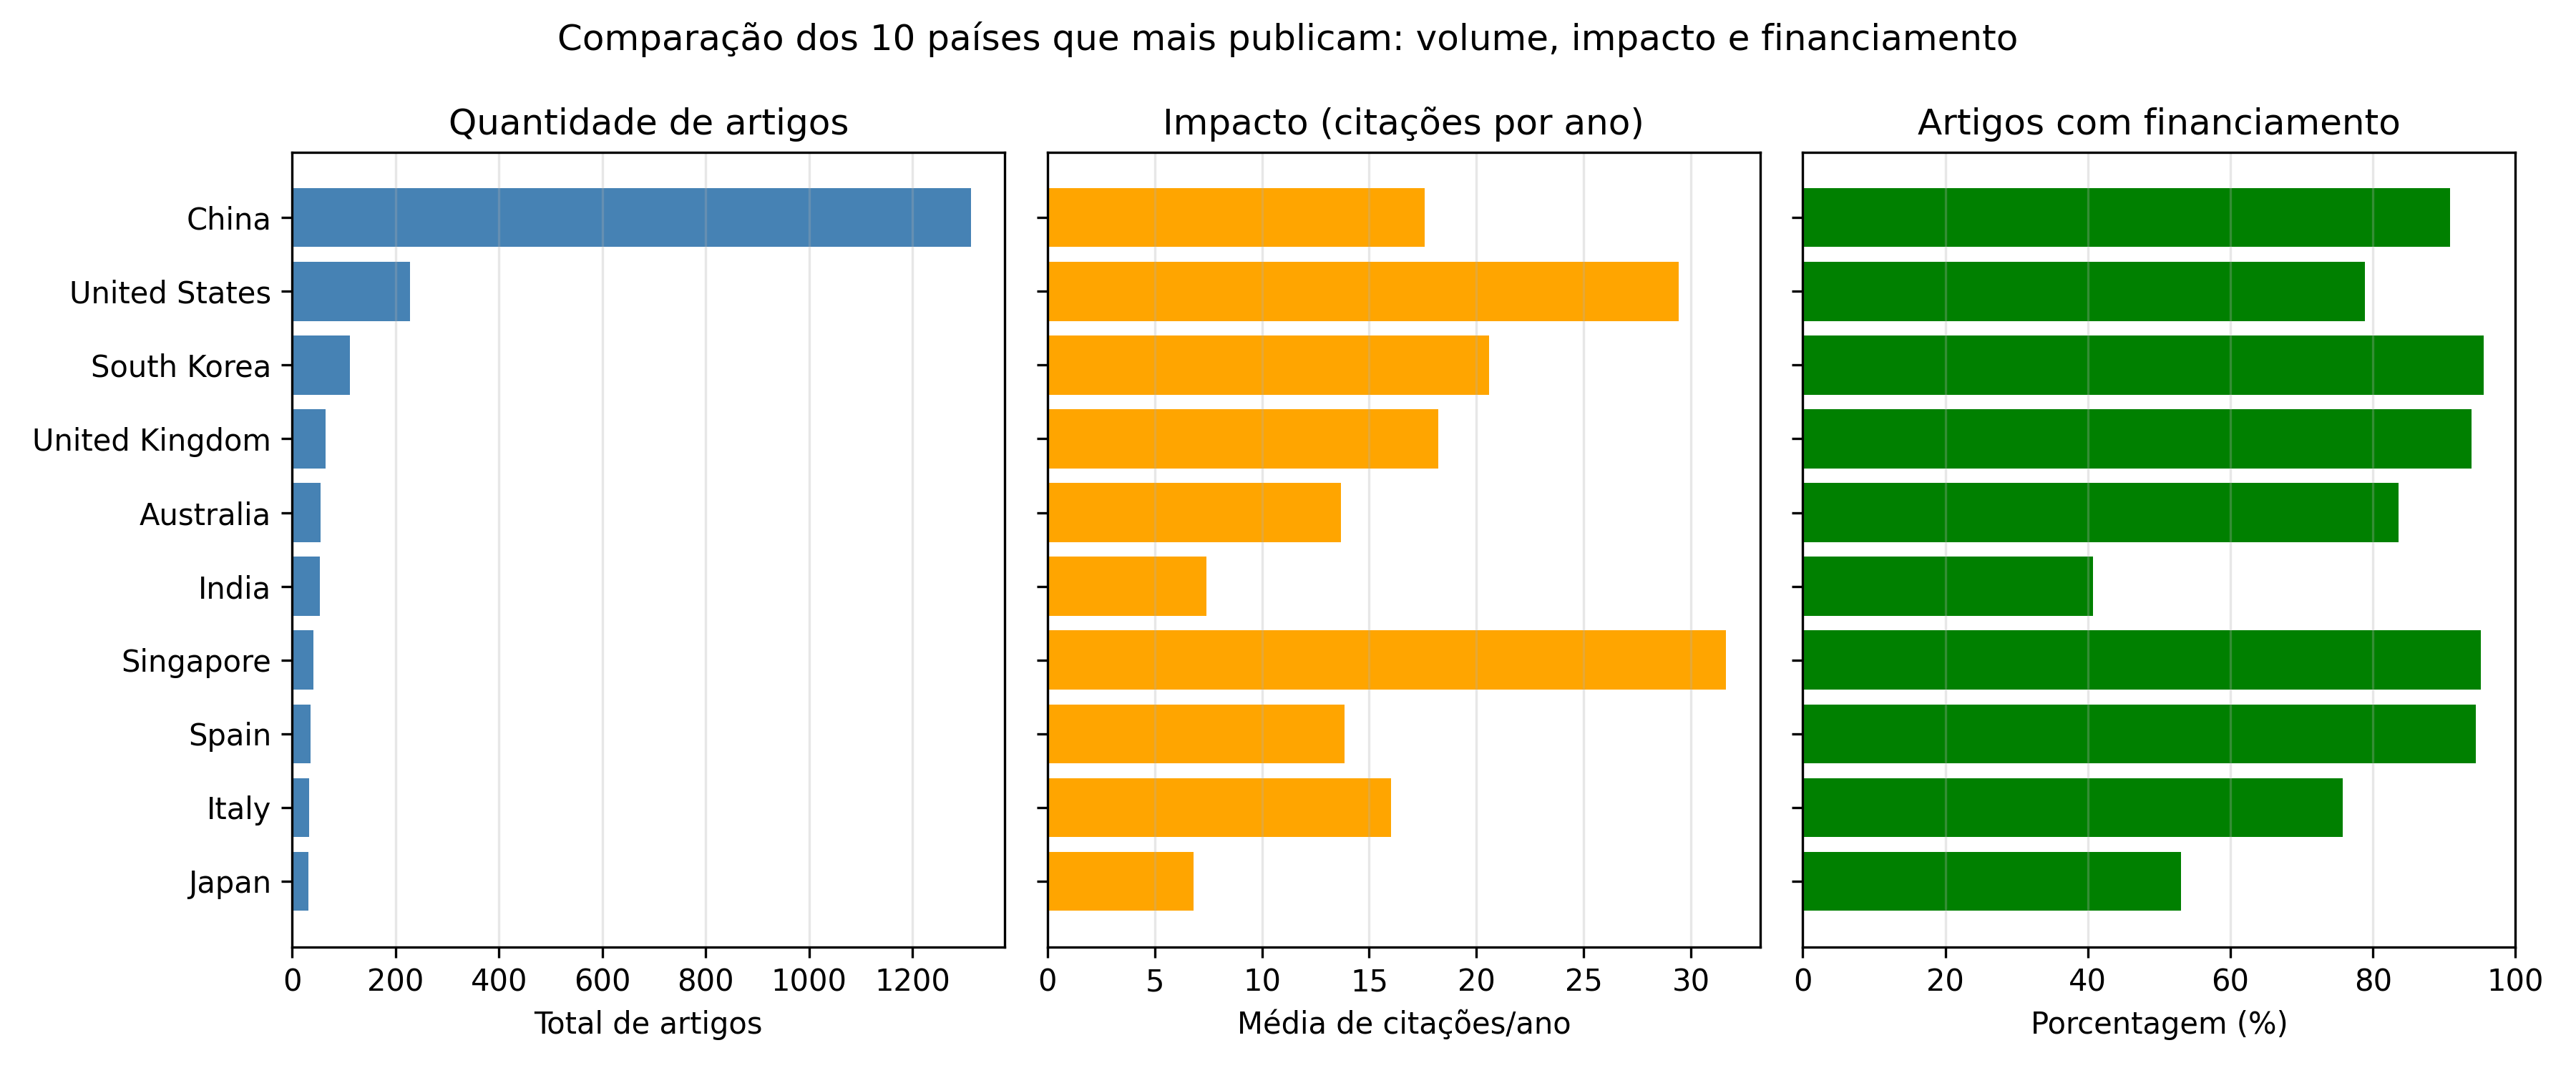 Comparação dos 10 países que mais publicam: volume, impacto e financiamento
Quantidade de artigos
Impacto (citações por ano)
Artigos com financiamento
China
United States
South Korea
United Kingdom
Australia
India
Singapore
Spain
Italy
Japan
0 200 400 600 800 1000 1200
0 5 10 15 20 25 30
0 20 40 60 80 100
Total de artigos
Média de citações/ano
Porcentagem (%)